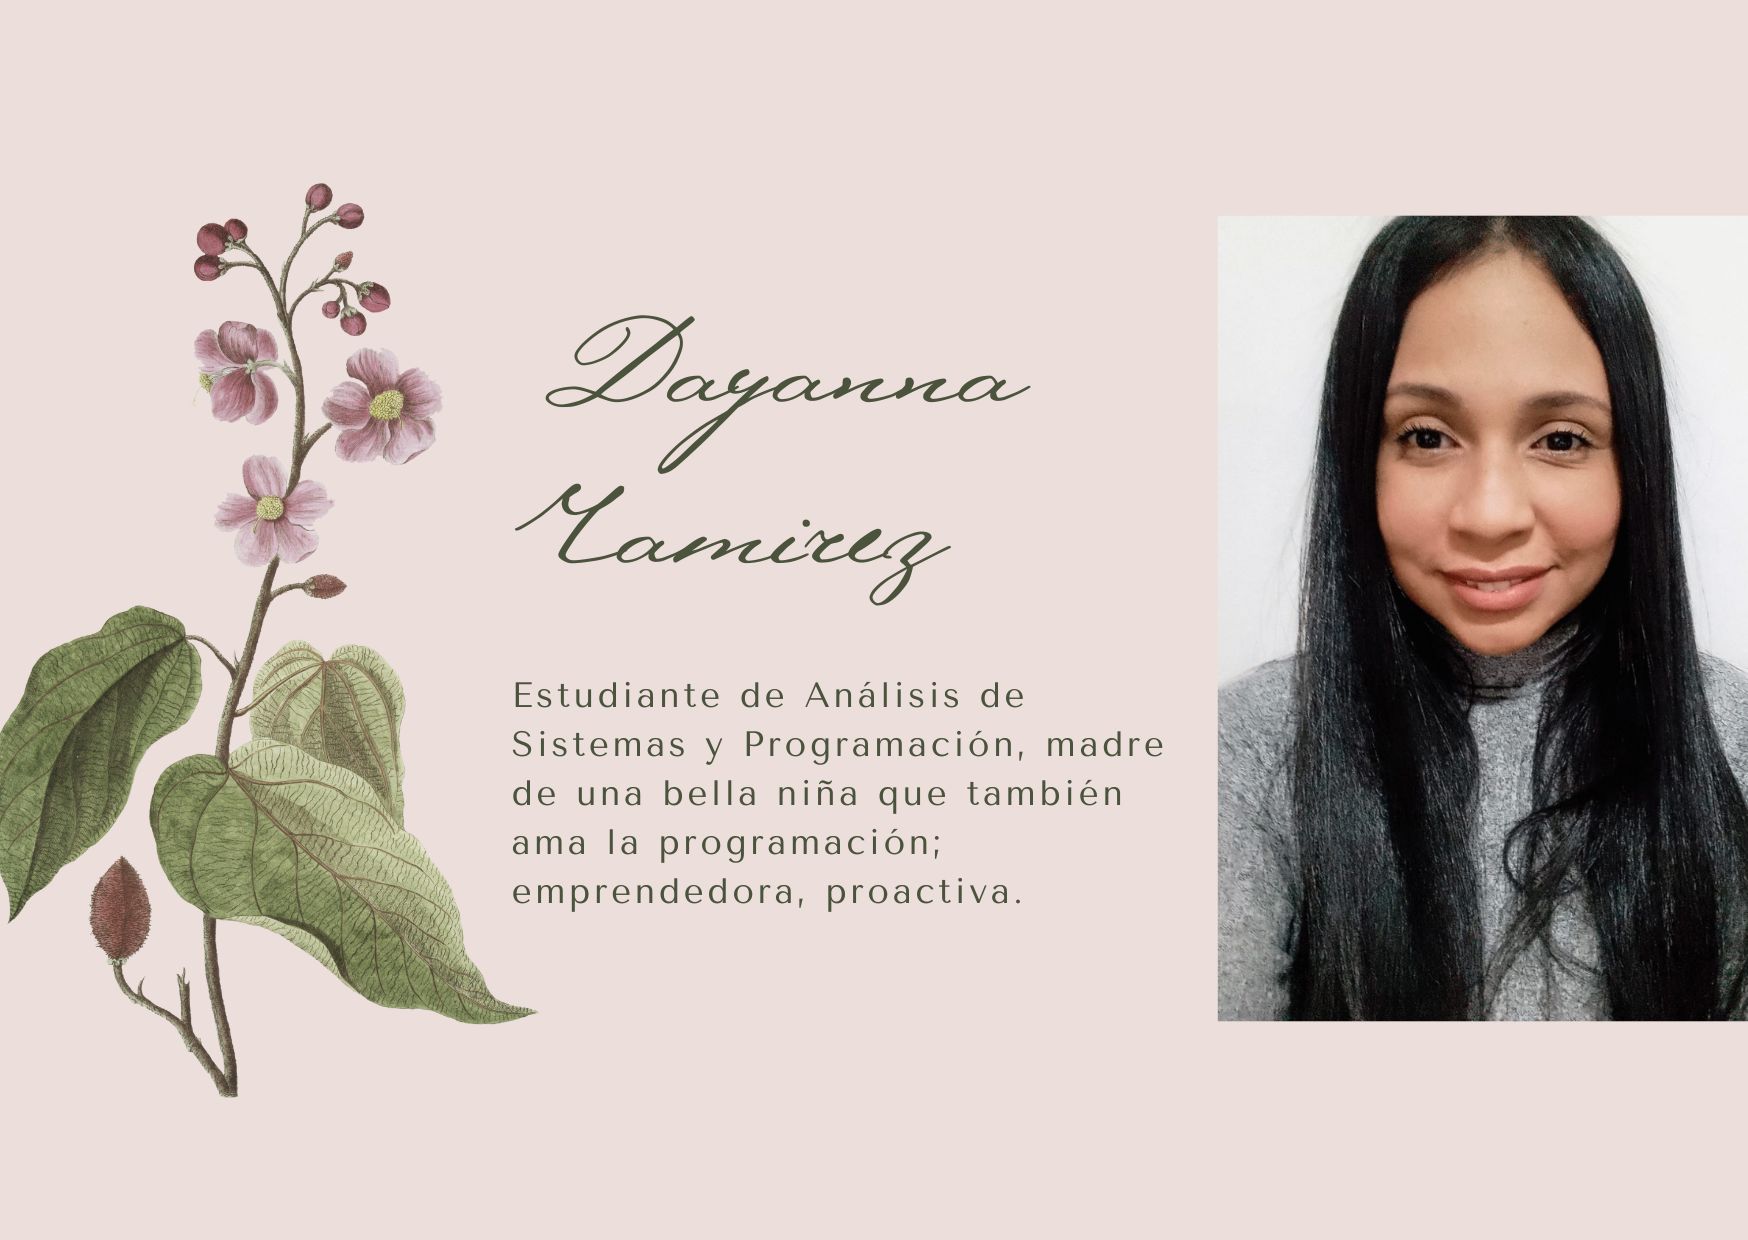 Dayanna
Ramirez
Estudiante de Análisis de
Sistemas y Programación, madre
de una bella niña que también
ama la programación;
emprendedora, proactiva.